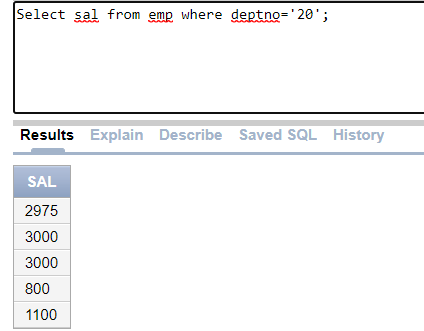 Select sal from emp where deptno='20';
Results Explain Describe Saved SQL History
SAL
2975
3000
3000
800
1100